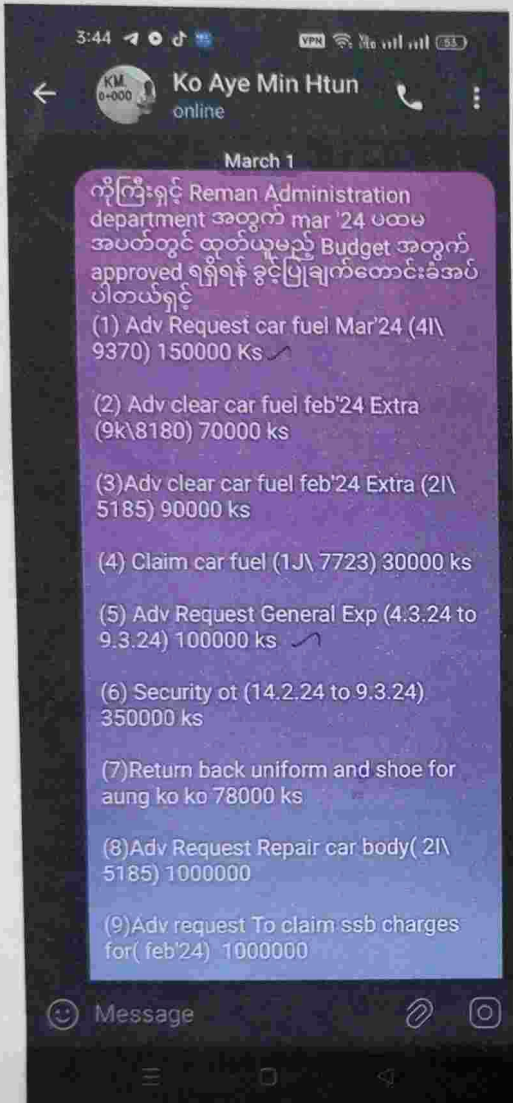 3:44
VPN
53
KM
0+000
Ko Aye Min Htun
online
March 1
ကိုကြီးရှင့် Reman Administration
department အတွက် mar '24 ပထမ
အပတ်တွင် ထုတ်ယူမည့် Budget အတွက်
approved ရရှိရန် ခွင့်ပြုချက်တောင်းခံအပ်
ပါတယ်ရှင့်
(1) Adv Request car fuel Mar'24 (4I\
9370) 150000 Ks
(2) Adv clear car fuel feb'24 Extra
(9k\8180) 70000 ks
(3)Adv clear car fuel feb'24 Extra (2I\
5185) 90000 ks
(4) Claim car fuel (1J\ 7723) 30000 ks
(5) Adv Request General Exp (4.3.24 to
9.3.24) 100000 ks
(6) Security ot (14.2.24 to 9.3.24)
350000 ks
(7)Return back uniform and shoe for
aung ko ko 78000 ks
(8)Adv Request Repair car body( 2I\
5185) 1000000
(9)Adv request To claim ssb charges
for( feb'24) 1000000
Message